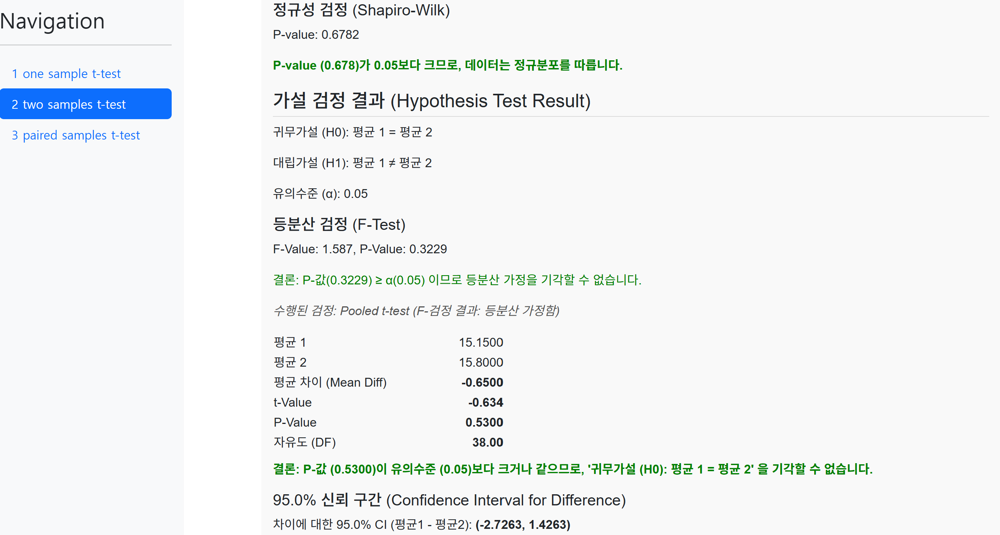 Navigation
1 one sample t-test
2 two samples t-test
3 paired samples t-test
정규성 검정 (Shapiro-Wilk)
P-value: 0.6782
P-value (0.678)가 0.05보다 크므로, 데이터는 정규분포를 따릅니다.
가설 검정 결과 (Hypothesis Test Result)
귀무가설 (H0): 평균 1 = 평균 2
대립가설 (H1): 평균 1 ≠ 평균 2
유의수준 (α): 0.05
등분산 검정 (F-Test)
F-Value: 1.587, P-Value: 0.3229
결론: P-값(0.3229) ≥ α(0.05) 이므로 등분산 가정을 기각할 수 없습니다.
수행된 검정: Pooled t-test (F-검정 결과: 등분산 가정함)
평균 1 15.1500
평균 2 15.8000
평균 차이 (Mean Diff) -0.6500
t-Value -0.634
P-Value 0.5300
자유도 (DF) 38.00
결론: P-값 (0.5300)이 유의수준 (0.05)보다 크거나 같으므로, '귀무가설 (H0): 평균 1 = 평균 2' 을 기각할 수 없습니다.
95.0% 신뢰 구간 (Confidence Interval for Difference)
차이에 대한 95.0% CI (평균1 - 평균2): (-2.7263, 1.4263)